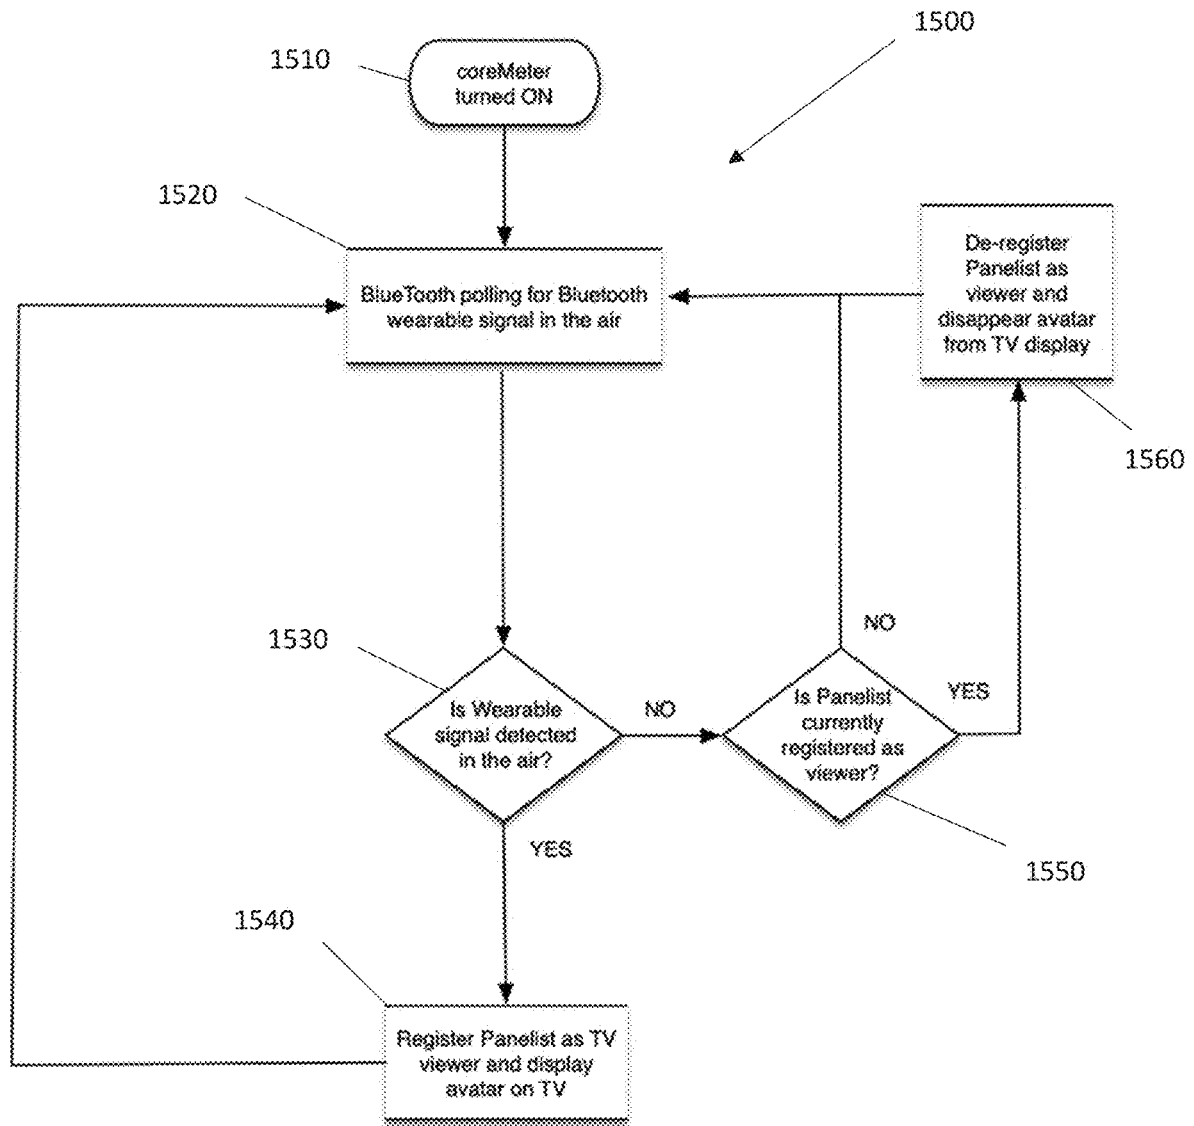 1500
1510
coreMeter
turned ON
1520
BlueTooth polling for Bluetooth
wearable signal in the air
De-register
Panelist as
viewer and
disappear avatar
from TV display
1560
1530
Is Wearable
signal detected
in the air?
NO
YES
Is Panelist
currently
registered as
viewer?
NO
YES
1550
1540
Register Panelist as TV
viewer and display
avatar on TV